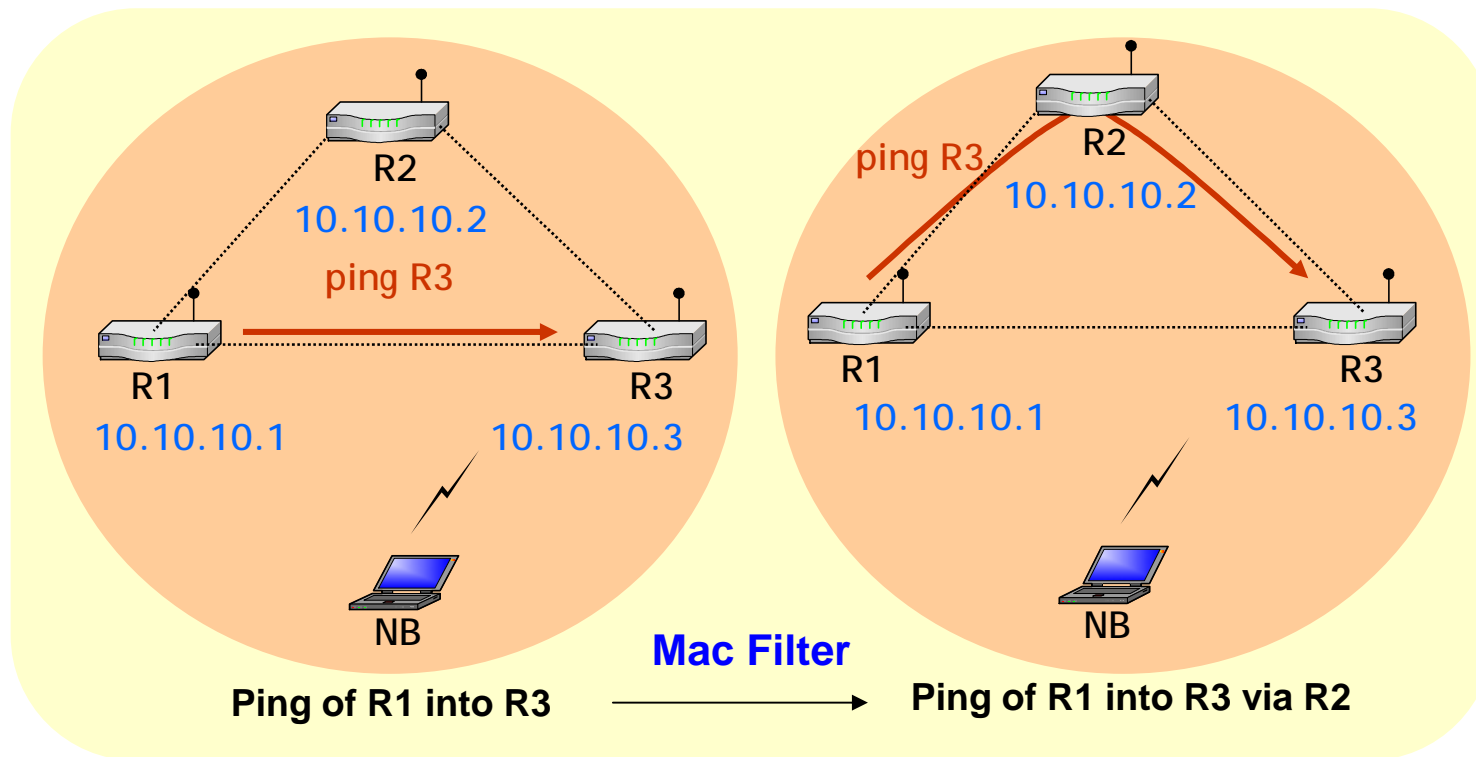 R2
10.10.10.2
ping R3
R1
R3
10.10.10.1
10.10.10.3
NB
Ping of R1 into R3
Mac Filter
ping R3
R2
10.10.10.2
R1
R3
10.10.10.1
10.10.10.3
NB
Ping of R1 into R3 via R2